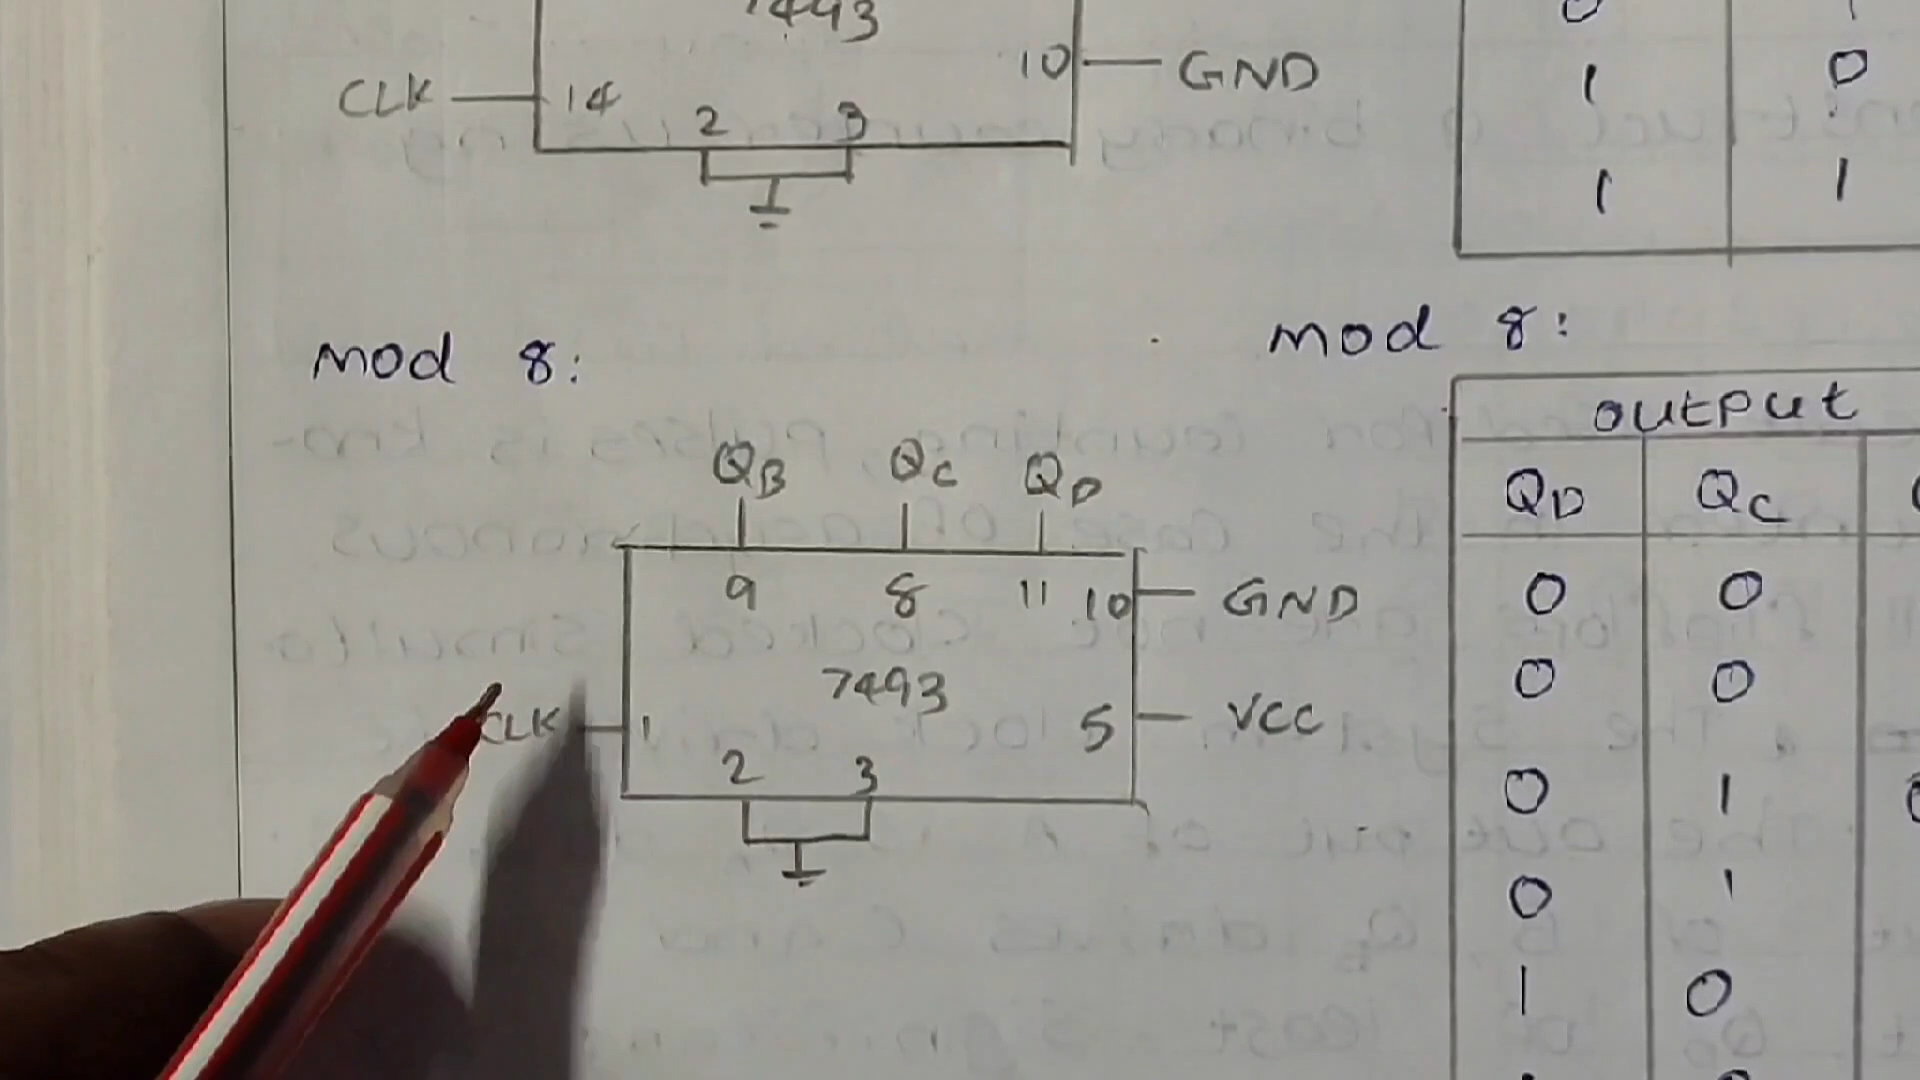 7493
10 GND
CLK 14
2 3
0
1 0
1 1
mod 8:
QB QC QD
9 8 11 10 GND
7493
CLK 1
5 VCC
2 3
mod 8:
output
QD QC
0 0
0 0
0 1
0 1
1 0